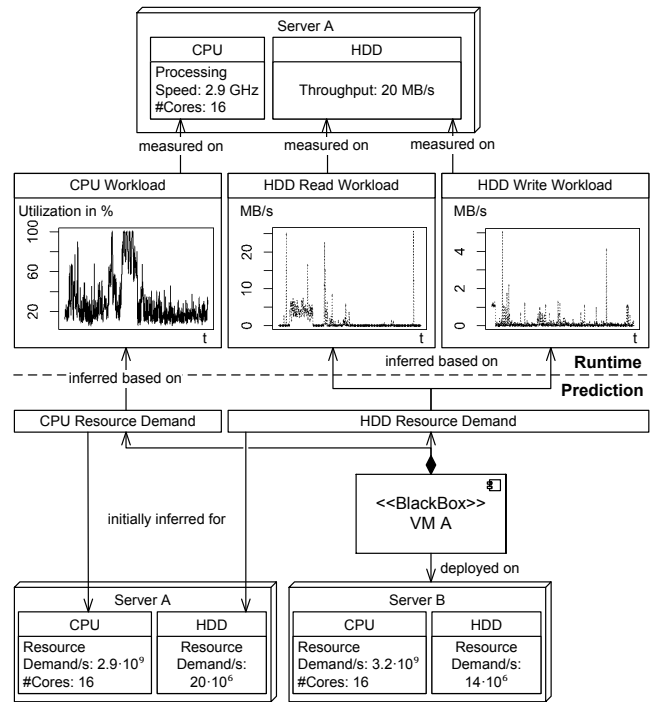 Server A
CPU
HDD
Processing
Speed: 2.9 GHz
#Cores: 16
Throughput: 20 MB/s
measured on
measured on
measured on
CPU Workload
HDD Read Workload
HDD Write Workload
Utilization in %
100
60
20
t
MB/s
20
10
0
t
MB/s
4
2
0
t
inferred based on
inferred based on
Runtime
Prediction
CPU Resource Demand
HDD Resource Demand
<<BlackBox>>
VM A
initially inferred for
deployed on
Server A
CPU
Resource
Demand/s: 2.9·10⁹
#Cores: 16
HDD
Resource
Demand/s:
20·10⁶
Server B
CPU
Resource
Demand/s: 3.2·10⁹
#Cores: 16
HDD
Resource
Demand/s:
14·10⁶